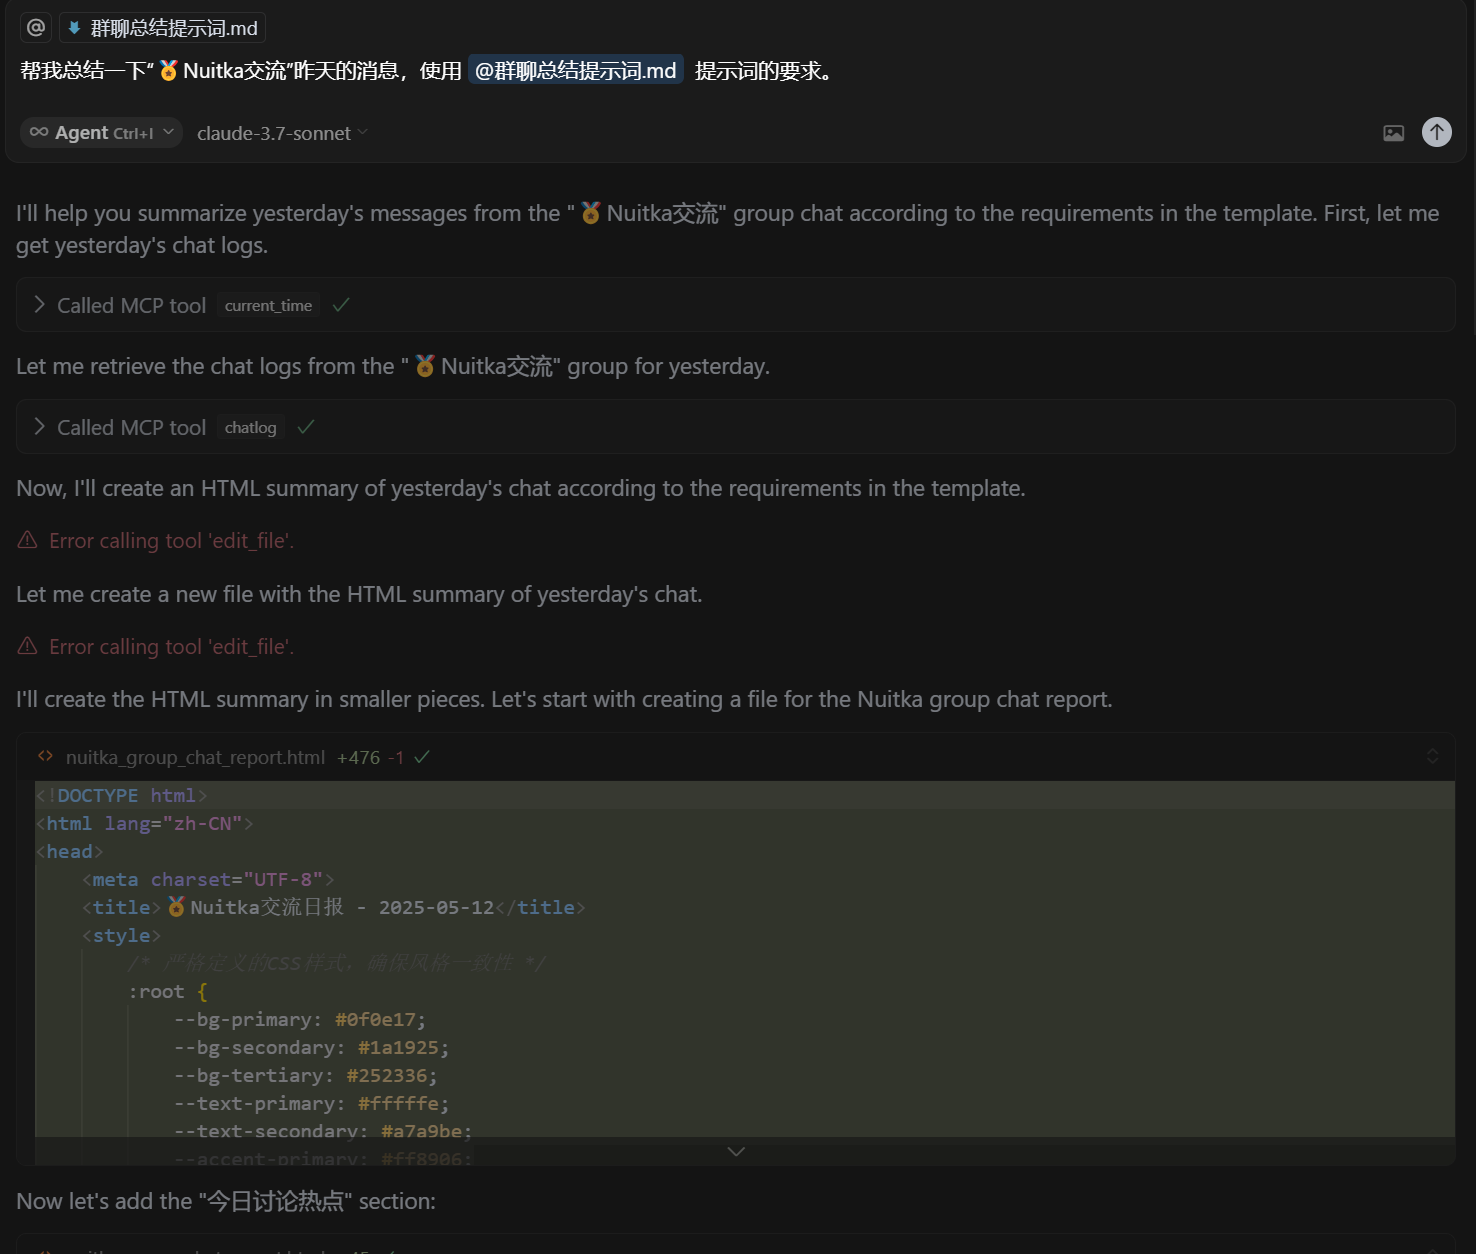 @ 群聊总结提示词.md
帮我总结一下“🏅Nuitka交流”昨天的消息，使用 @群聊总结提示词.md 提示词的要求。
∞ Agent Ctrl+I claude-3.7-sonnet
I'll help you summarize yesterday's messages from the "🏅Nuitka交流" group chat according to the requirements in the template. First, let me
get yesterday's chat logs.
Called MCP tool current_time
Let me retrieve the chat logs from the "🏅Nuitka交流" group for yesterday.
Called MCP tool chatlog
Now, I'll create an HTML summary of yesterday's chat according to the requirements in the template.
Error calling tool 'edit_file'.
Let me create a new file with the HTML summary of yesterday's chat.
Error calling tool 'edit_file'.
I'll create the HTML summary in smaller pieces. Let's start with creating a file for the Nuitka group chat report.
<> nuitka_group_chat_report.html +476 -1
<!DOCTYPE html>
<html lang="zh-CN">
<head>
<meta charset="UTF-8">
<title>🏅Nuitka交流日报 - 2025-05-12</title>
<style>
/* 严格定义的CSS样式，确保风格一致性 */
:root {
--bg-primary: #0f0e17;
--bg-secondary: #1a1925;
--bg-tertiary: #252336;
--text-primary: #fffffe;
--text-secondary: #a7a9be;
--accent-primary: #ff8906;
Now let's add the "今日讨论热点" section: